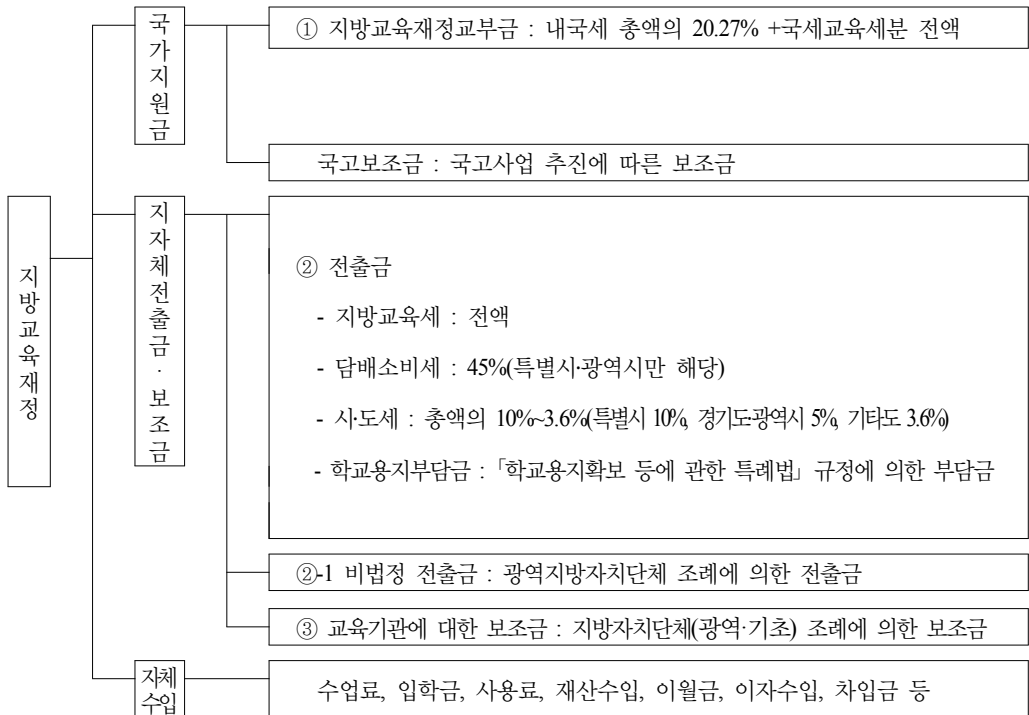 지방교육재정
국가지원금
① 지방교육재정교부금 : 내국세 총액의 20.27% +국세교육세분 전액
국고보조금 : 국고사업 추진에 따른 보조금
지자체전출금·보조금
② 전출금
- 지방교육세 : 전액
- 담배소비세 : 45%(특별시·광역시만 해당)
- 시·도세 : 총액의 10%~3.6%(특별시 10%, 경기도·광역시 5%, 기타도 3.6%)
- 학교용지부담금 : 「학교용지확보 등에 관한 특례법」 규정에 의한 부담금
②-1 비법정 전출금 : 광역지방자치단체 조례에 의한 전출금
③ 교육기관에 대한 보조금 : 지방자치단체(광역·기초) 조례에 의한 보조금
자체
수입
수업료, 입학금, 사용료, 재산수입, 이월금, 이자수입, 차입금 등